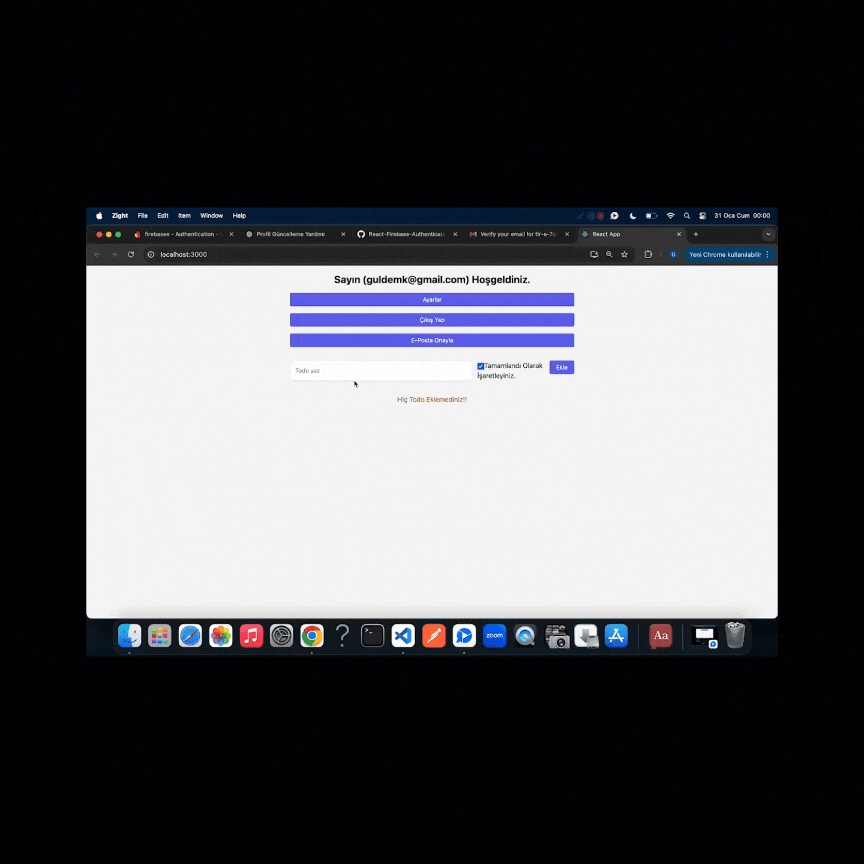 Zight File Edit Item Window Help 31 Oca Cum 00:00
firebasee - Authentication - Profil Güncelleme Yardımı React-Firebase-Authentica Verify your email for fir-e-7c React App
localhost:3000 Yeni Chrome kullanılabilir
Sayın (guldemk@gmail.com) Hoşgeldiniz.
Ayarlar
Çıkış Yap
E-Posta Onayla
Todo yaz Tamamlandı Olarak Ekle
İşaretleyiniz.
Hiç Todo Eklemediniz!!
zoom Aa